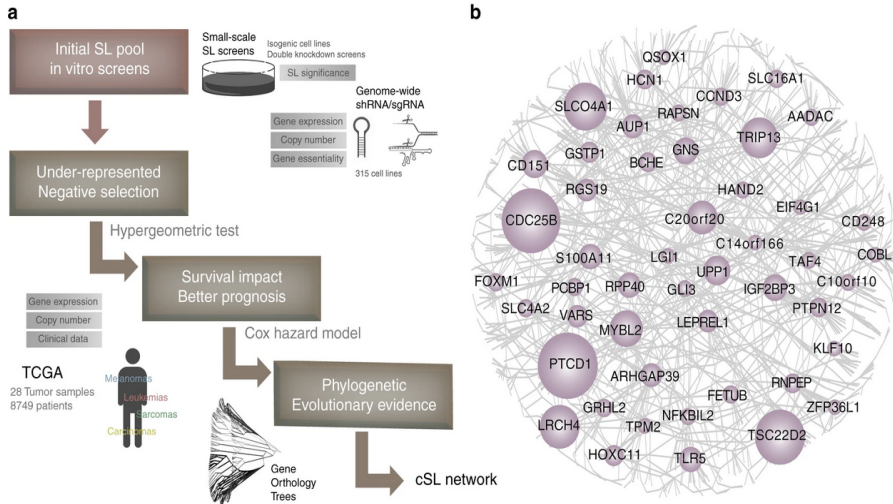 a
Initial SL pool
in vitro screens
Small-scale
SL screens
Isogenic cell lines
Double knockdown screens
SL significance
Genome-wide
shRNA/sgRNA
Gene expression
Copy number
Gene essentiality
315 cell lines
Under-represented
Negative selection
Hypergeometric test
Survival impact
Better prognosis
Gene expression
Copy number
Clinical data
TCGA
28 Tumor samples
8749 patients
Melanomas
Leukemias
Sarcomas
Carcinomas
Cox hazard model
Phylogenetic
Evolutionary evidence
Gene
Orthology
Trees
cSL network
b
QSOX1
HCN1
SLC16A1
CCND3
SLCO4A1
RAPSN
AADAC
AUP1
TRIP13
GSTP1
GNS
CD151
BCHE
RGS19
HAND2
CDC25B
C20orf20
EIF4G1
CD248
C14orf166
S100A11
LGI1
TAF4
COBL
UPP1
FOXM1
PCBP1
RPP40
GLI3
IGF2BP3
C10orf10
SLC4A2
VARS
MYBL2
LEPREL1
PTPN12
KLF10
PTCD1
ARHGAP39
RNPEP
FETUB
GRHL2
NFKBIL2
ZFP36L1
LRCH4
TPM2
TSC22D2
HOXC11
TLR5